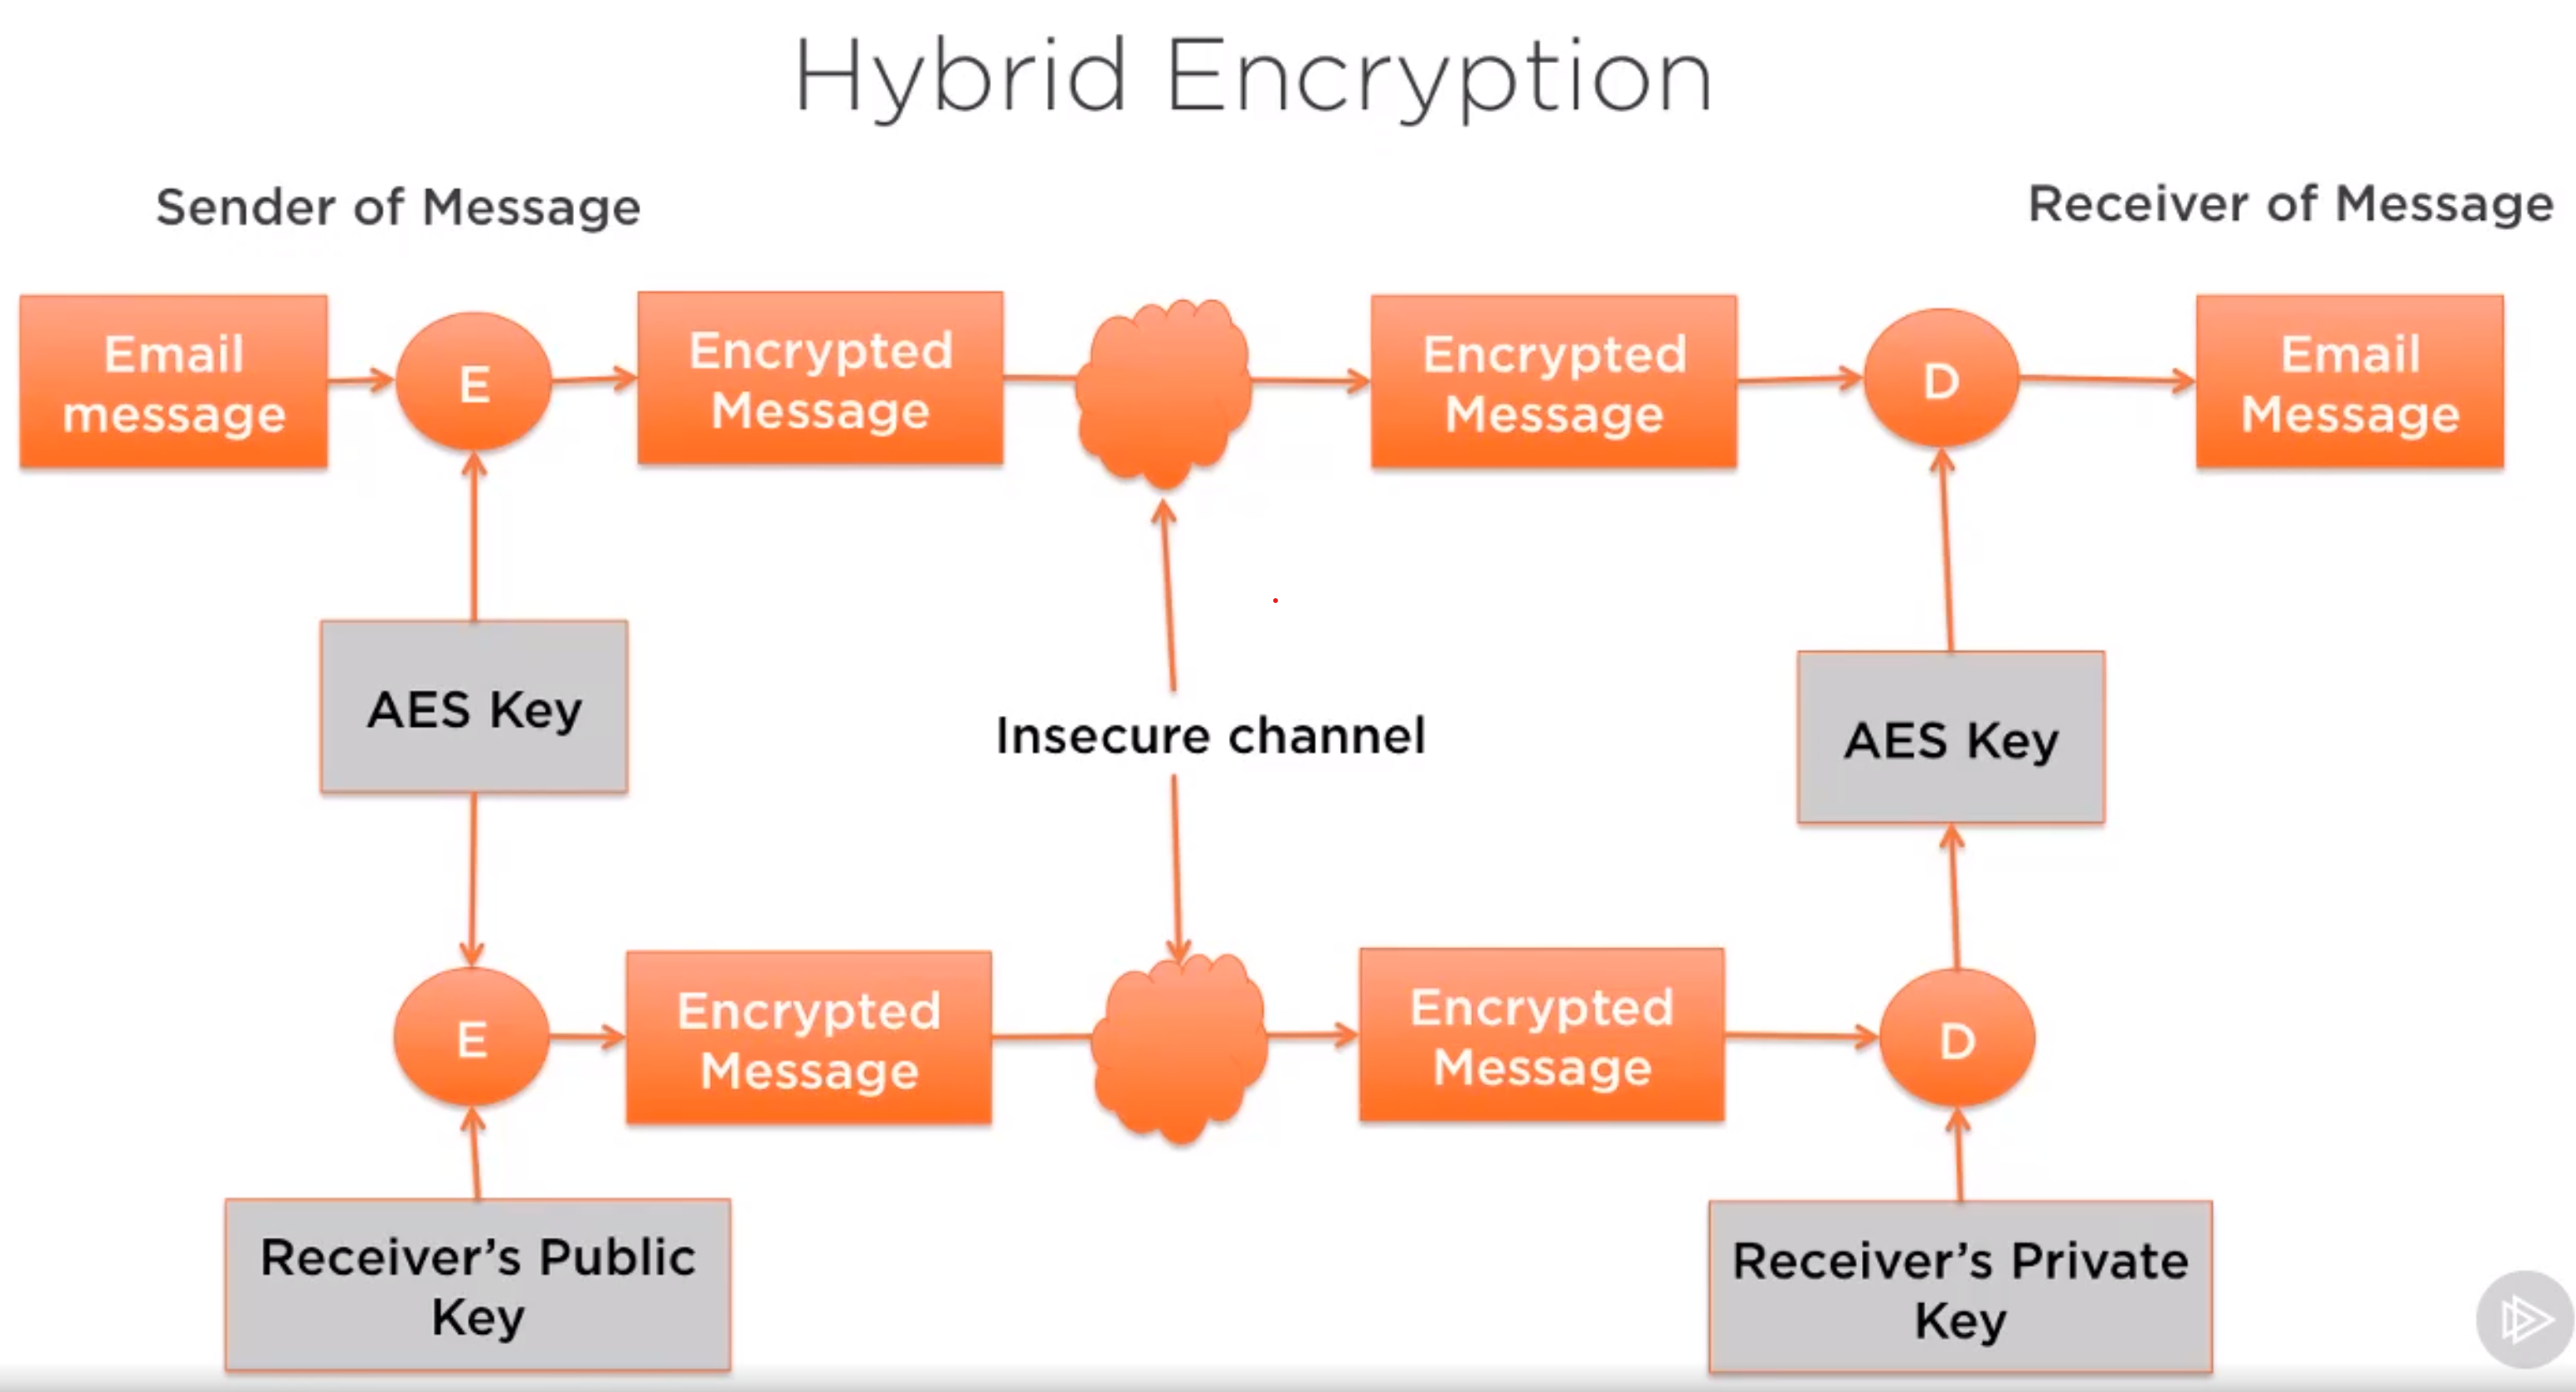 Hybrid Encryption
Sender of Message
Receiver of Message
Email
message
E
Encrypted
Message
Encrypted
Message
D
Email
Message
AES Key
Insecure channel
AES Key
E
Encrypted
Message
Encrypted
Message
D
Receiver’s Public
Key
Receiver’s Private
Key